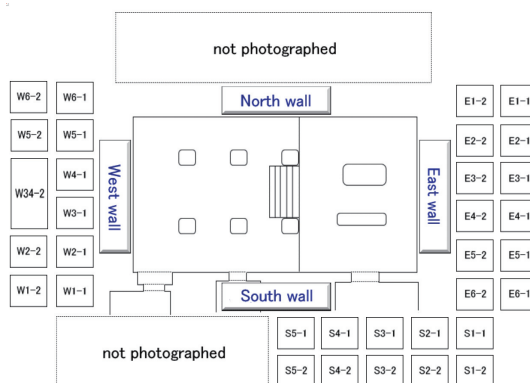 not photographed
North wall
W6-2 W6-1
E1-2 E1-1
W5-2 W5-1
E2-2 E2-1
W34-2
W4-1
E3-2 E3-1
West wall
East wall
W3-1
E4-2 E4-1
W2-2 W2-1
E5-2 E5-1
W1-2 W1-1
South wall
E6-2 E6-1
not photographed
S5-1 S4-1 S3-1 S2-1 S1-1
S5-2 S4-2 S3-2 S2-2 S1-2